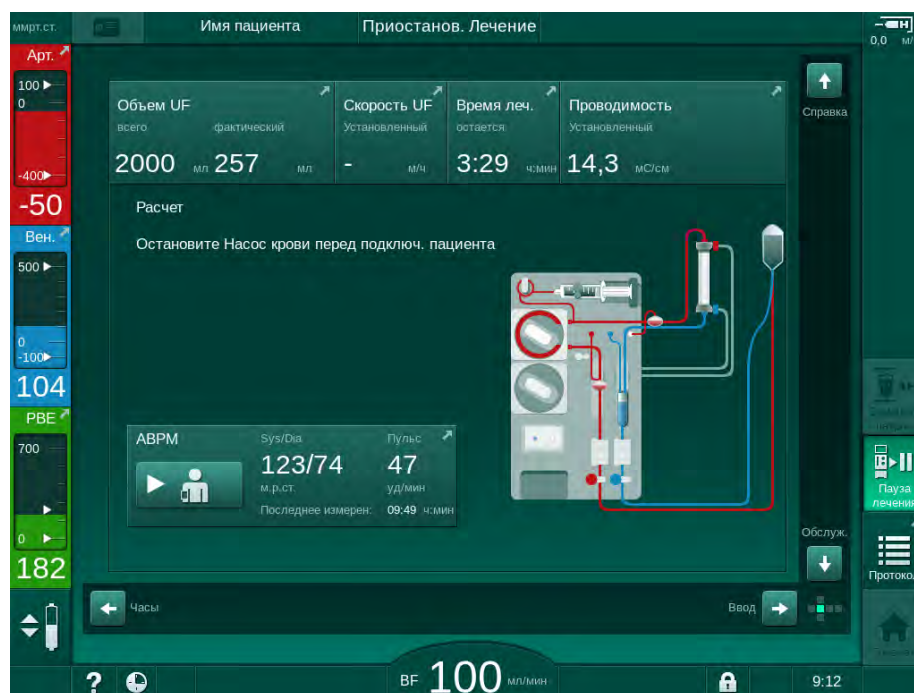 ммрт.ст.
Имя пациента
Приостанов. Лечение
0,0 м/
Арт.
100
0
-400
-50
Вен.
500
0
-100
104
PBE
700
0
182
Объем UF
всего фактический
2000 мл 257 мл
Скорость UF
Установленный
- м/ч
Время леч.
остается
3:29 ч:мин
Проводимость
Установленный
14,3 мС/см
Справка
Расчет
Остановите Насос крови перед подключ. пациента
ABPM
Sys/Dia Пульс
123/74 47
м.р.ст. уд/мин
Последнее измерен: 09:49 ч:мин
Обслуж.
Пауза
лечения
Протокол
Часы
Ввод
? BF 100 мл/мин 9:12